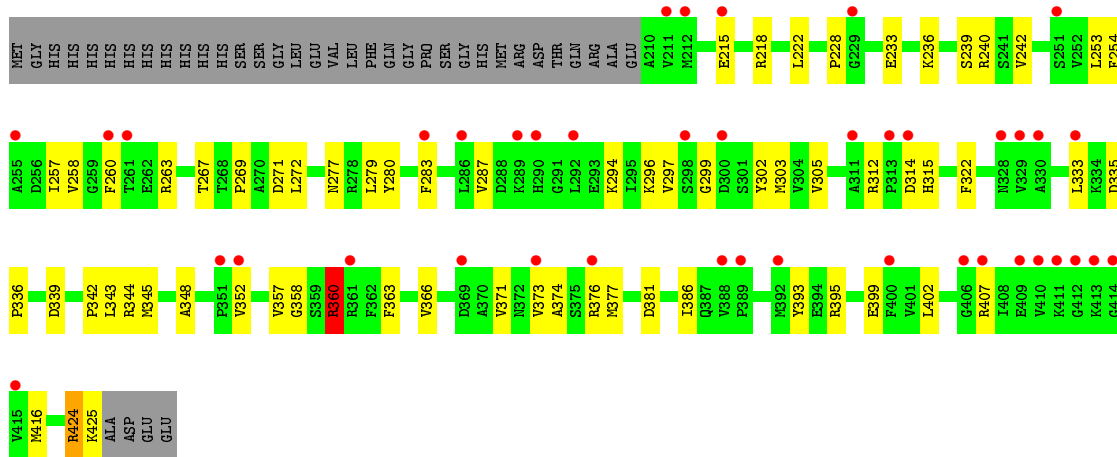 MET GLY HIS HIS HIS HIS HIS HIS HIS HIS HIS HIS SER SER GLY LEU GLU VAL LEU PHE GLN GLY PRO SER GLY HIS MET ARG ASP THR GLN ARG ALA GLU A210 V211 M212 E215 R218 L222 P228 G229 E233 K236 S239 R240 S241 V242 S251 V252 L253 F254
A255 D256 I257 V258 G259 F260 T261 E262 R263 T267 T268 P269 A270 D271 L272 N277 R278 L279 Y280 F283 L286 V287 D288 K289 H290 G291 L292 E293 K294 I295 K296 V297 S298 G299 D300 S301 Y302 M303 V304 V305 A311 R312 P313 D314 H315 F322 N328 V329 A330 L333 K334 D335
P336 D339 P342 L343 R344 M345 A348 P351 V352 V357 G358 S359 R360 R361 F362 F363 V366 D369 A370 V371 N372 V373 A374 S375 R376 M377 D381 I386 Q387 V388 P389 M392 Y393 E394 R395 E399 F400 V401 L402 G406 R407 I408 E409 V410 K411 G412 K413 G414
V415 M416 R424 K425 ALA ASP GLU GLU